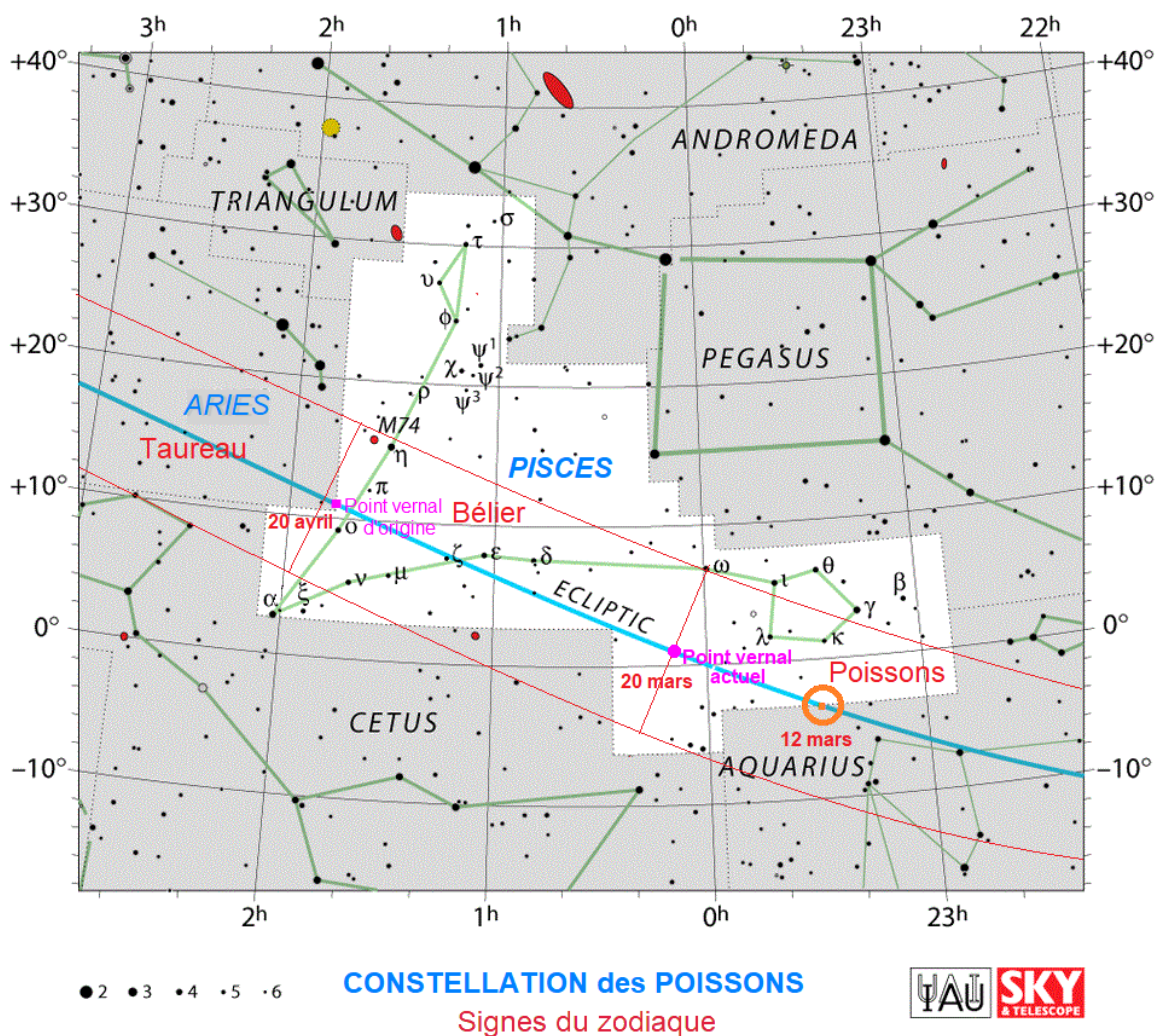 3h 2h 1h 0h 23h 22h
+40° +40°
ANDROMEDA
+30° TRIANGULUM σ +30°
τ
υ
ϕ
+20° ψ¹ PEGASUS +20°
χ ψ²
ρ ψ³
ARIES
M74
Taureau η PISCES
+10° π +10°
Point vernal Bélier
d'origine
20 avril
ο
ζ ε δ ω θ
ν μ ι β
α ξ ECLIPTIC γ
0° λ κ 0°
Point vernal Poissons
actuel
20 mars
CETUS 12 mars
−10° AQUARIUS −10°
2h 1h 0h 23h
2 3 4 5 6
CONSTELLATION des POISSONS
Signes du zodiaque
IAU
SKY
& TELESCOPE